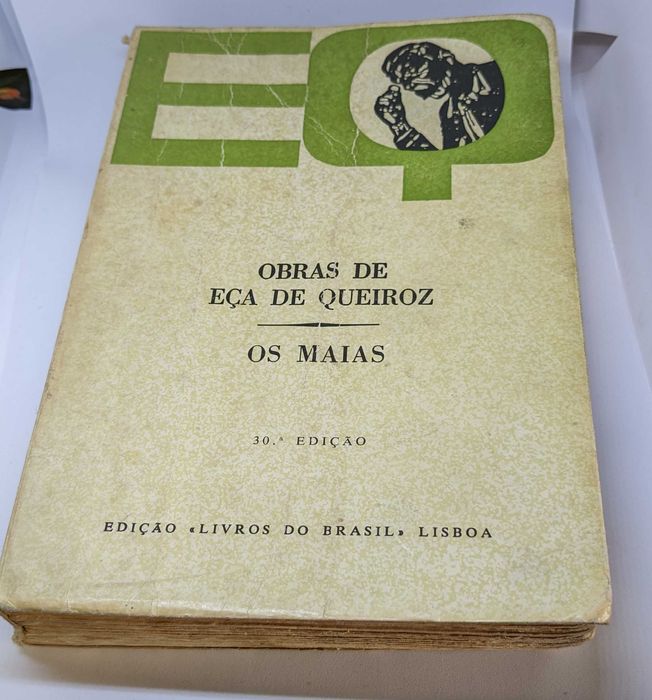 EQ
OBRAS DE
EÇA DE QUEIROZ
OS MAIAS
30.ª EDIÇÃO
EDIÇÃO «LIVROS DO BRASIL» LISBOA